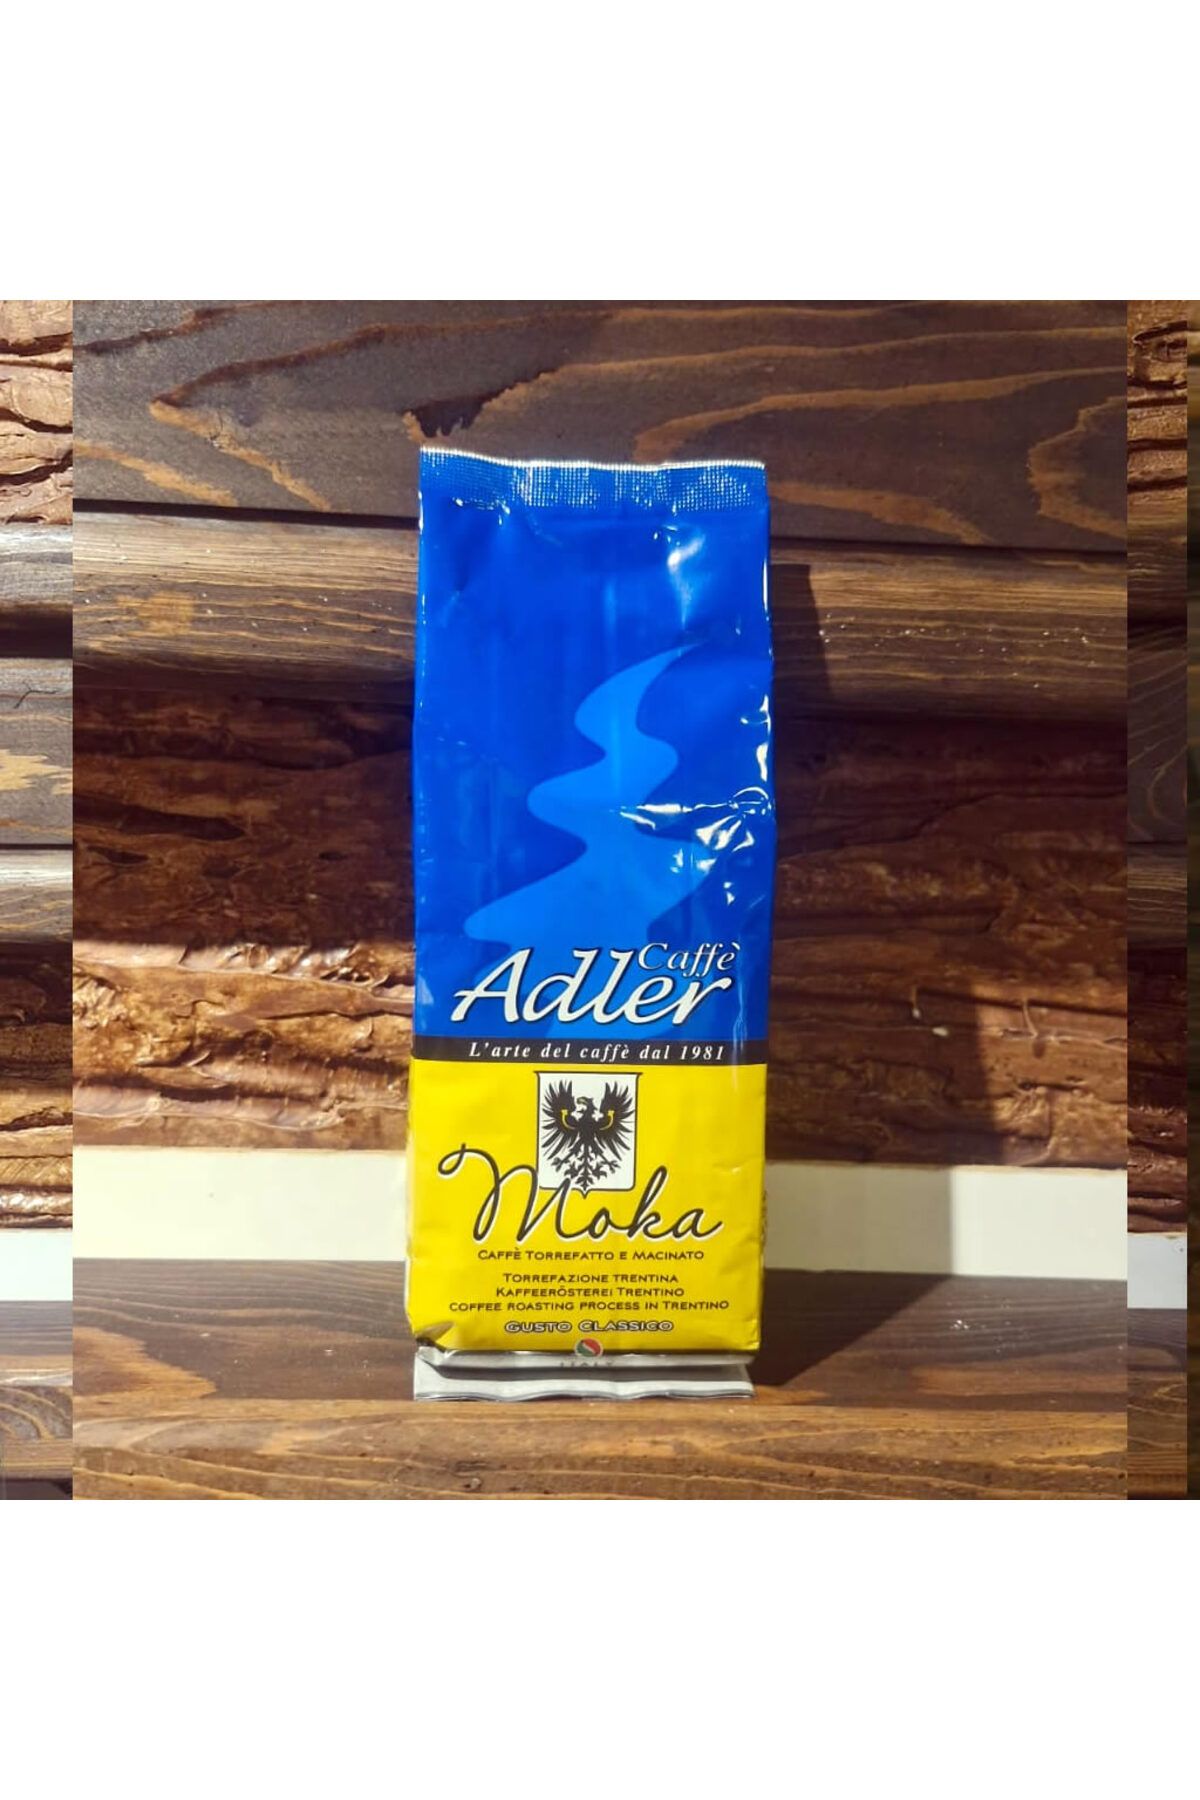 Caffè
Adler
L'arte del caffè dal 1981
Moka
CAFFÈ TORREFATTO E MACINATO
TORREFAZIONE TRENTINA
KAFFEERÖSTEREI TRENTINO
COFFEE ROASTING PROCESS IN TRENTINO
GUSTO CLASSICO
ITALY